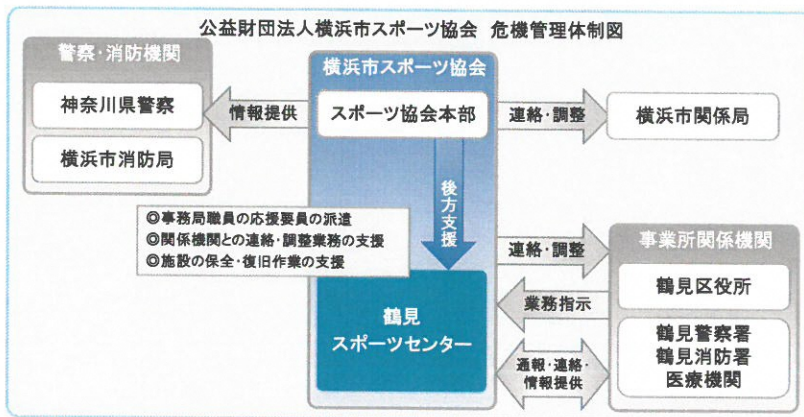 公益財団法人横浜市スポーツ協会 危機管理体制図
警察・消防機関
神奈川県警察
横浜市消防局
情報提供
横浜市スポーツ協会
スポーツ協会本部
連絡・調整
横浜市関係局
後方支援
◎事務局職員の応援要員の派遣
◎関係機関との連絡・調整業務の支援
◎施設の保全・復旧作業の支援
鶴見
スポーツセンター
連絡・調整
業務指示
通報・連絡・
情報提供
事業所関係機関
鶴見区役所
鶴見警察署
鶴見消防署
医療機関